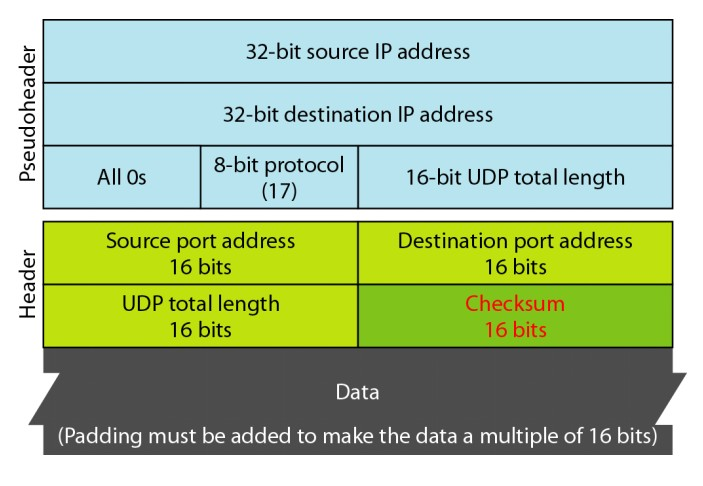 Pseudoheader
32-bit source IP address
32-bit destination IP address
All 0s
8-bit protocol
(17)
16-bit UDP total length
Header
Source port address
16 bits
Destination port address
16 bits
UDP total length
16 bits
Checksum
16 bits
Data
(Padding must be added to make the data a multiple of 16 bits)